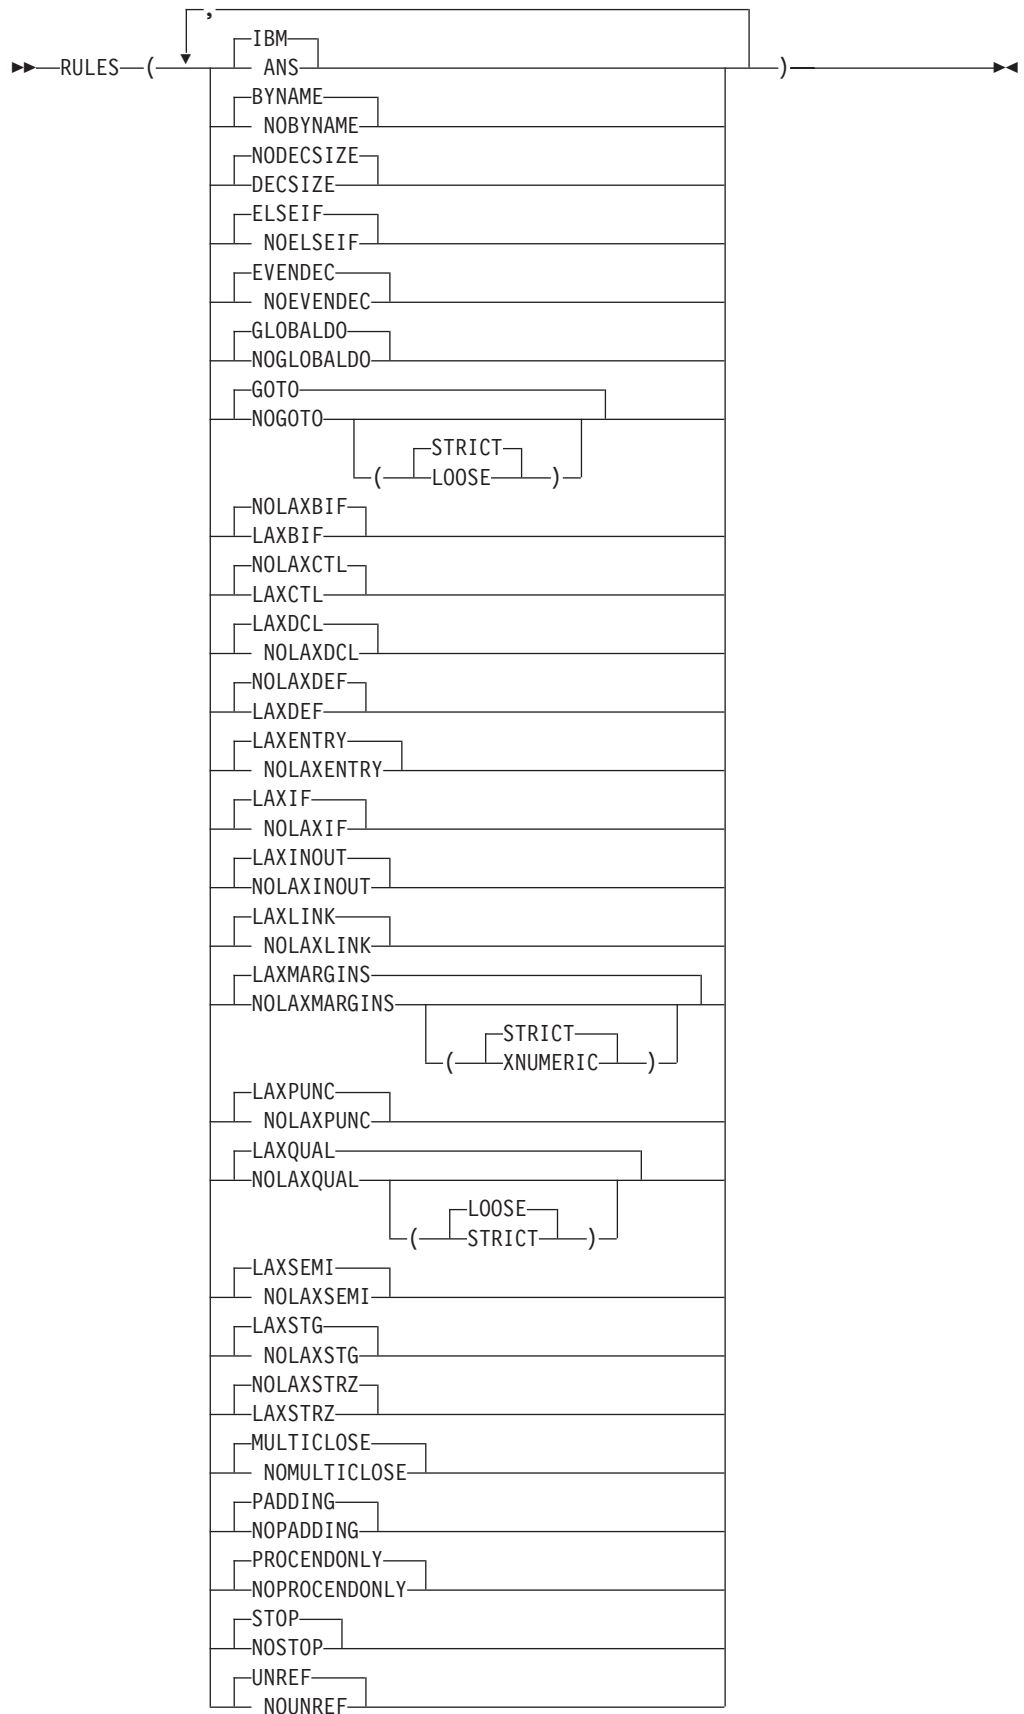 ,
IBM
RULES ( ANS )
BYNAME
NOBYNAME
NODECSIZE
DECSIZE
ELSEIF
NOELSEIF
EVENDEC
NOEVENDEC
GLOBALDO
NOGLOBALDO
GOTO
NOGOTO
STRICT
( LOOSE )
NOLAXBIF
LAXBIF
NOLAXCTL
LAXCTL
LAXDCL
NOLAXDCL
NOLAXDEF
LAXDEF
LAXENTRY
NOLAXENTRY
LAXIF
NOLAXIF
LAXINOUT
NOLAXINOUT
LAXLINK
NOLAXLINK
LAXMARGINS
NOLAXMARGINS
STRICT
( XNUMERIC )
LAXPUNC
NOLAXPUNC
LAXQUAL
NOLAXQUAL
LOOSE
( STRICT )
LAXSEMI
NOLAXSEMI
LAXSTG
NOLAXSTG
NOLAXSTRZ
LAXSTRZ
MULTICLOSE
NOMULTICLOSE
PADDING
NOPADDING
PROCENDONLY
NOPROCENDONLY
STOP
NOSTOP
UNREF
NOUNREF